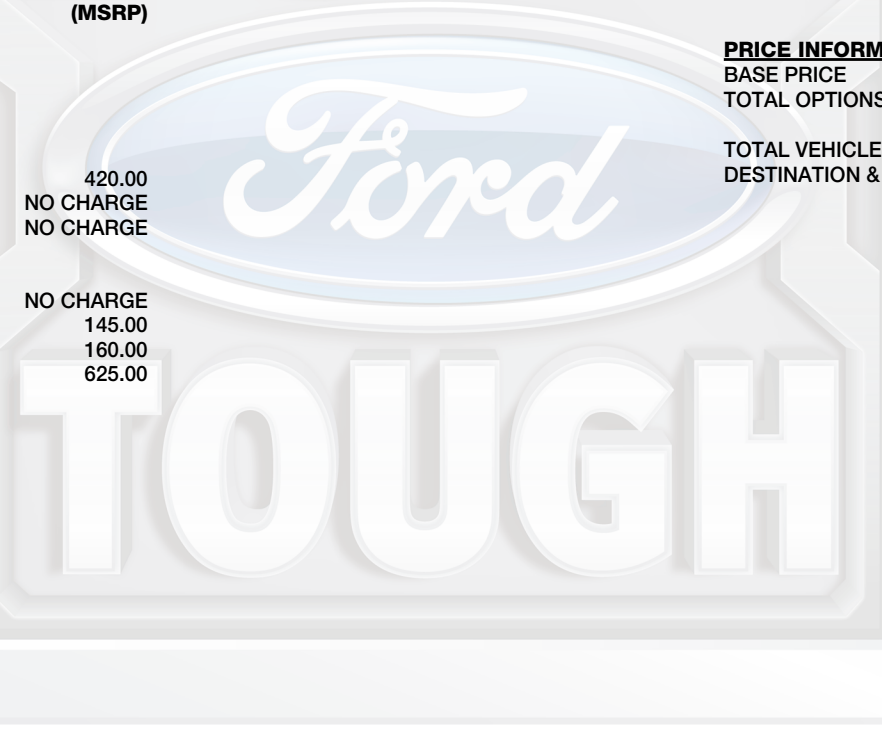 (MSRP)
420.00
NO CHARGE
NO CHARGE
NO CHARGE
145.00
160.00
625.00
PRICE INFORM
BASE PRICE
TOTAL OPTIONS
TOTAL VEHICLE
DESTINATION &
Ford
TOUGH